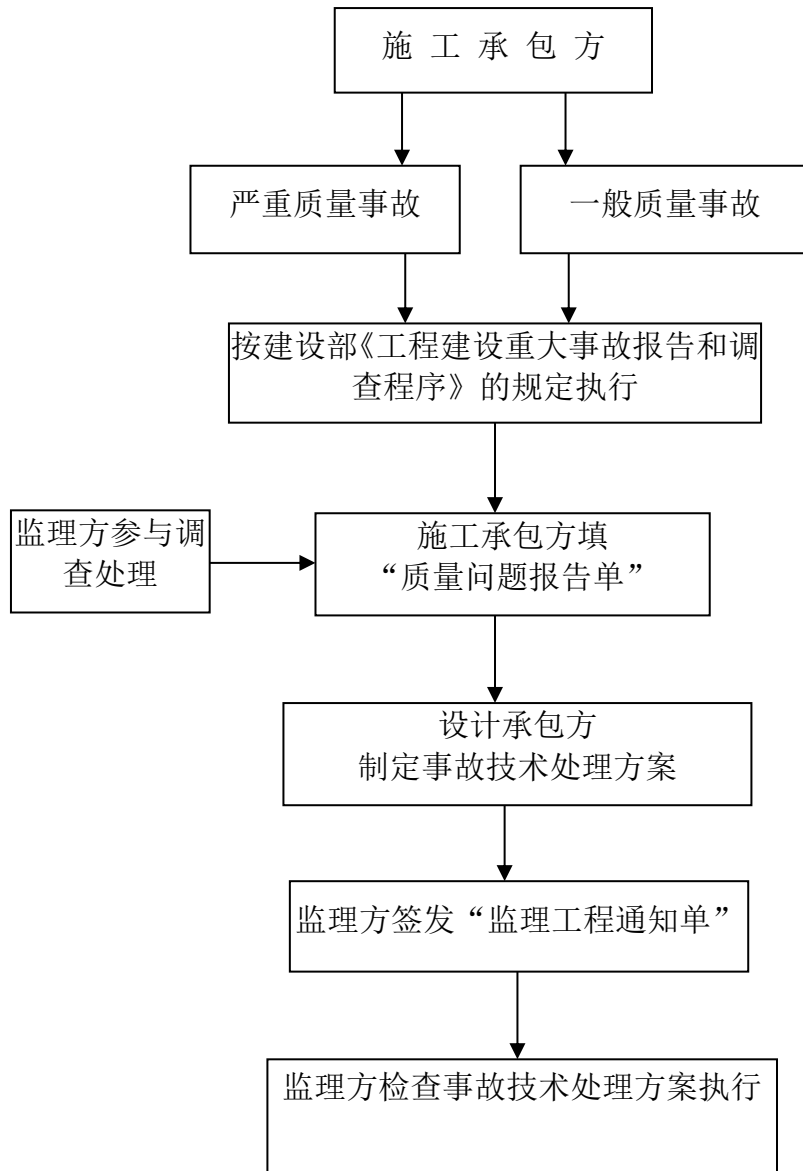 施 工 承 包 方
严重质量事故
一般质量事故
按建设部《工程建设重大事故报告和调
查程序》的规定执行
监理方参与调
查处理
施工承包方填
“质量问题报告单”
设计承包方
制定事故技术处理方案
监理方签发“监理工程通知单”
监理方检查事故技术处理方案执行